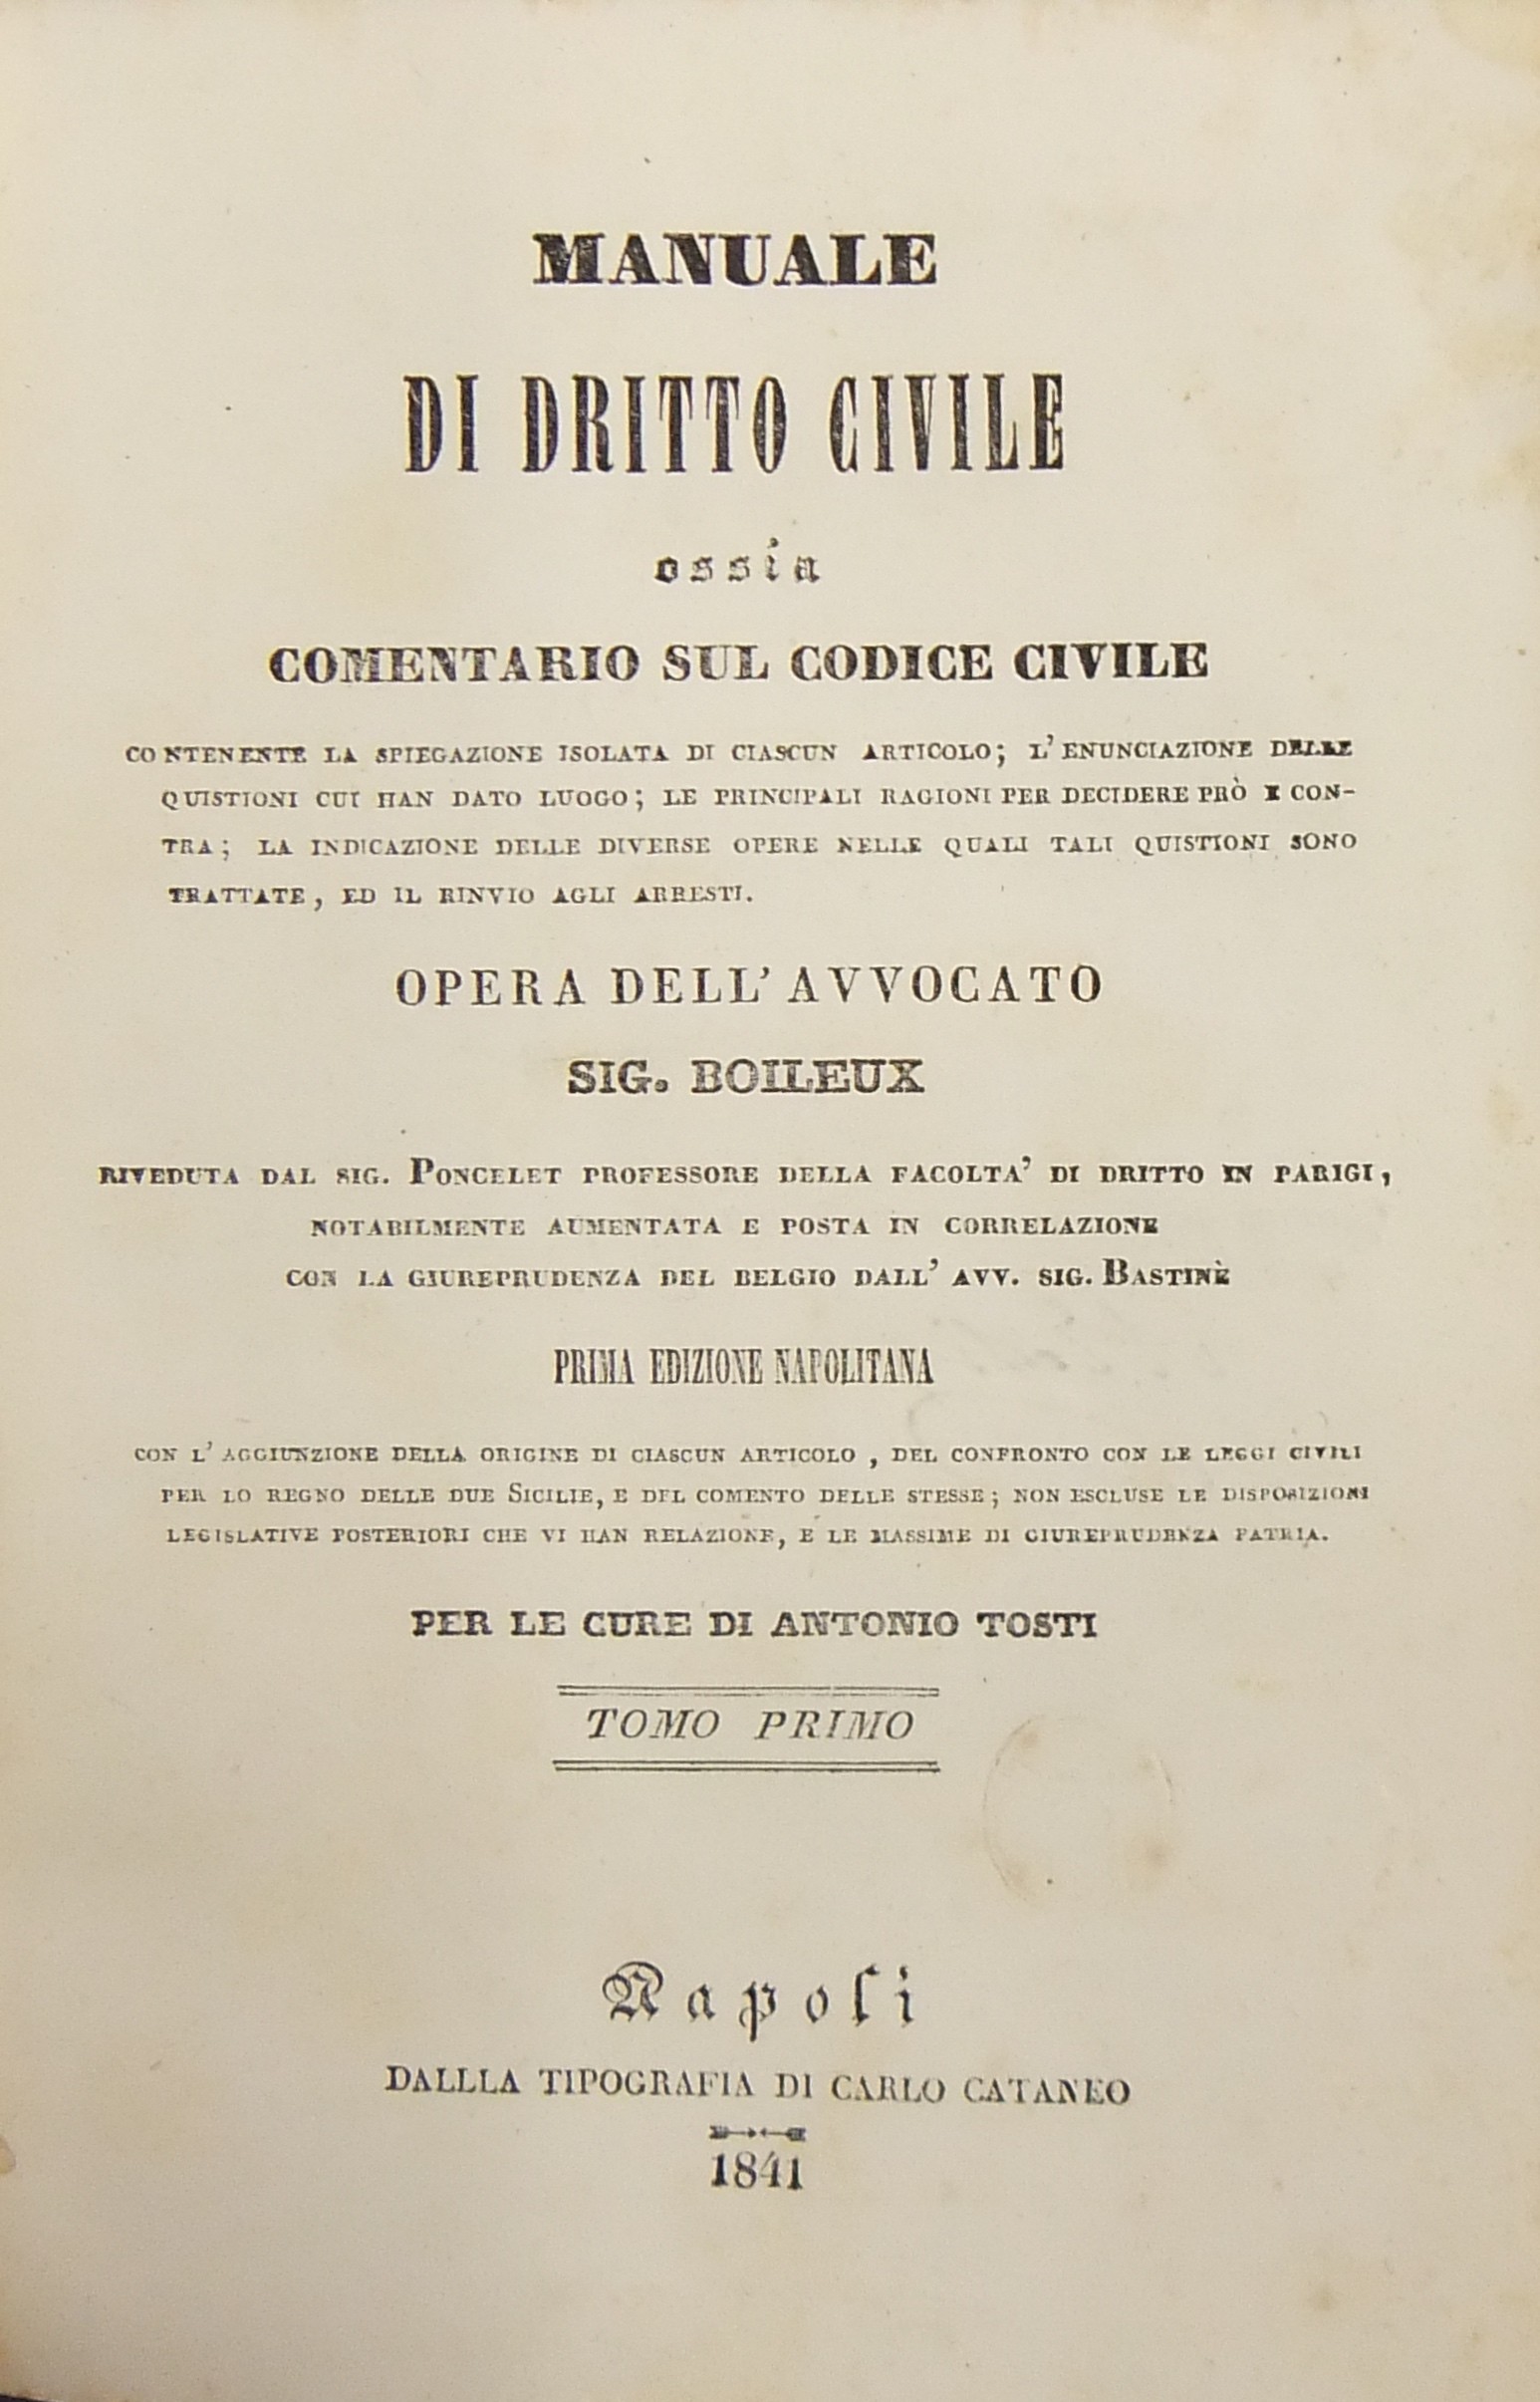 MANUALE
DI DRITTO CIVILE
ossia
COMENTARIO SUL CODICE CIVILE
CONTENENTE LA SPIEGAZIONE ISOLATA DI CIASCUN ARTICOLO; L'ENUNCIAZIONE DELLE
QUISTIONI CUI HAN DATO LUOGO; LE PRINCIPALI RAGIONI PER DECIDERE PRÒ E CON-
TRA; LA INDICAZIONE DELLE DIVERSE OPERE NELLE QUALI TALI QUISTIONI SONO
TRATTATE, ED IL RINVIO AGLI ARRESTI.
OPERA DELL'AVVOCATO
SIG. BOILEUX
RIVEDUTA DAL SIG. PONCELET PROFESSORE DELLA FACOLTA' DI DRITTO IN PARIGI,
NOTABILMENTE AUMENTATA E POSTA IN CORRELAZIONE
CON LA GIUREPRUDENZA DEL BELGIO DALL' AVV. SIG. BASTINÈ
PRIMA EDIZIONE NAPOLITANA
CON L'AGGIUNZIONE DELLA ORIGINE DI CIASCUN ARTICOLO, DEL CONFRONTO CON LE LEGGI CIVILI
PER LO REGNO DELLE DUE SICILIE, E DEL COMENTO DELLE STESSE; NON ESCLUSE LE DISPOSIZIONI
LEGISLATIVE POSTERIORI CHE VI HAN RELAZIONE, E LE MASSIME DI GIUREPRUDENZA PATRIA.
PER LE CURE DI ANTONIO TOSTI
TOMO PRIMO
Napoli
DALLLA TIPOGRAFIA DI CARLO CATANEO
1841